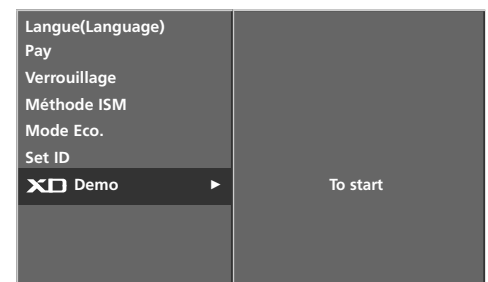 Langue(Language)
Pay
Verrouillage
Méthode ISM
Mode Eco.
Set ID
XD Demo ►
To start